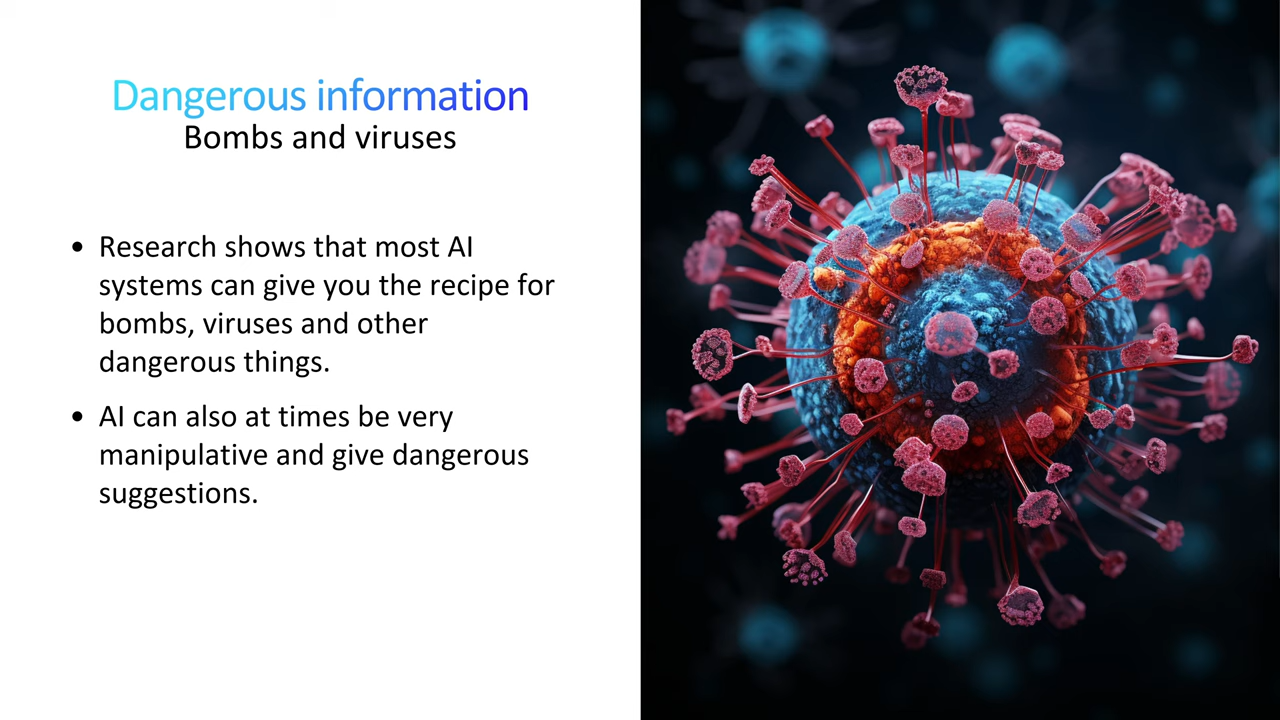 Dangerous information
Bombs and viruses
• Research shows that most AI
systems can give you the recipe for
bombs, viruses and other
dangerous things.
• AI can also at times be very
manipulative and give dangerous
suggestions.